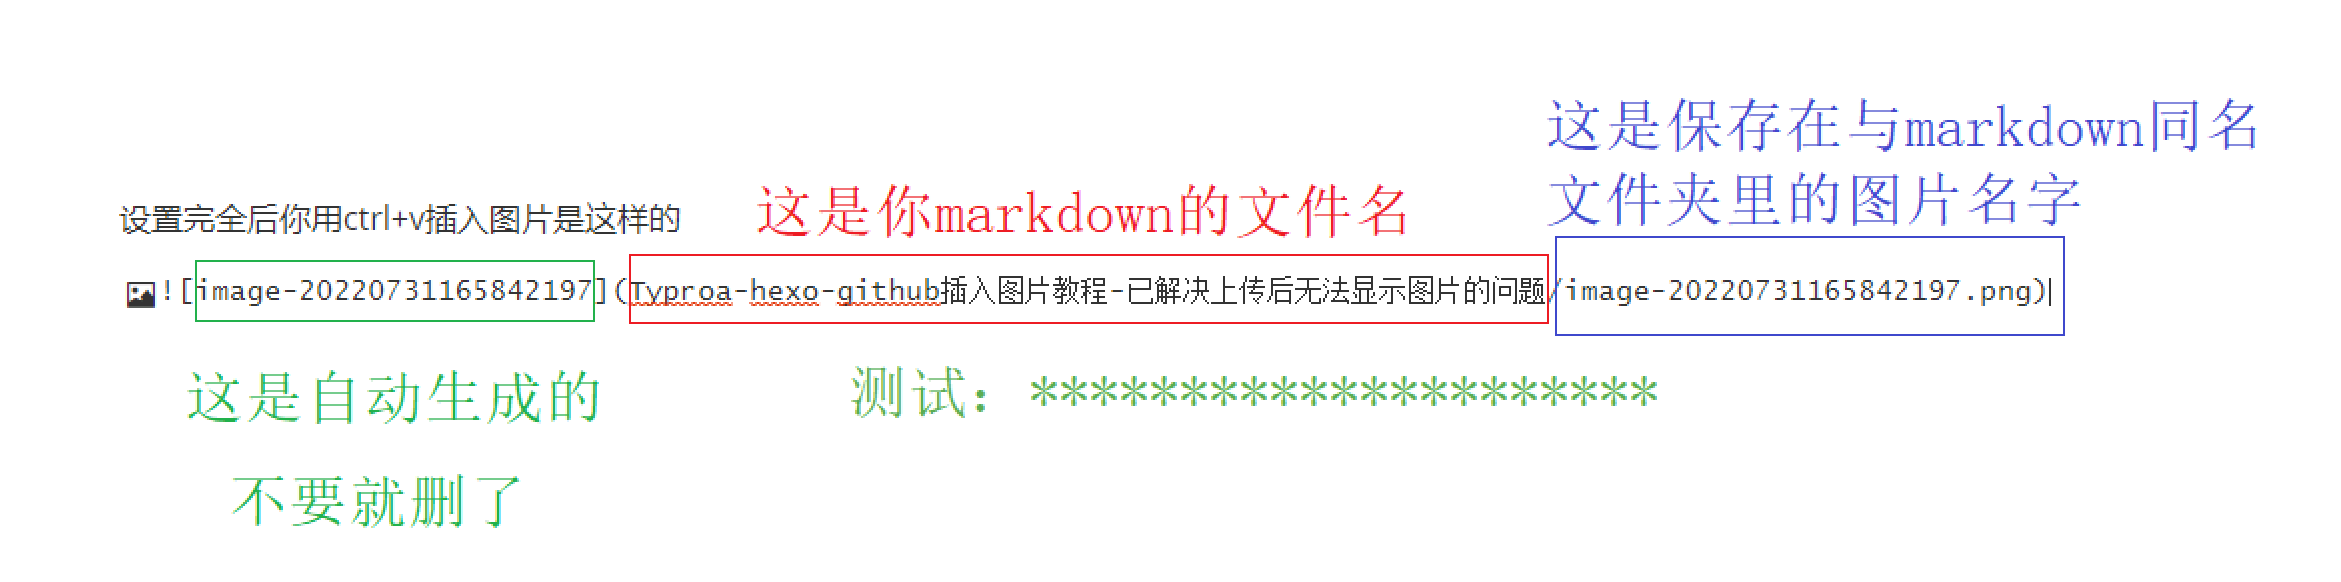 这是保存在与markdown同名
文件夹里的图片名字
这是你markdown的文件名
设置完全后你用ctrl+v插入图片是这样的
![image-20220731165842197](Typroa-hexo-github插入图片教程-已解决上传后无法显示图片的问题/image-20220731165842197.png)
这是自动生成的
不要就删了
测试：*********************